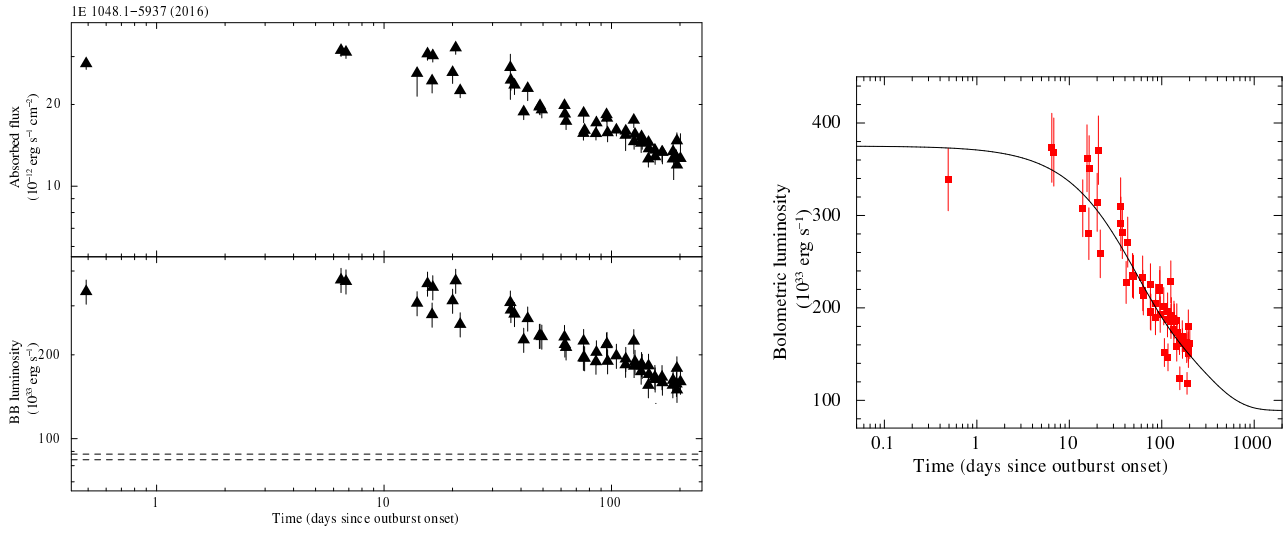 1E 1048.1−5937 (2016)
Absorbed flux
(10⁻¹² erg s⁻¹ cm⁻²)
20
10
BB luminosity
(10³³ erg s⁻¹)
200
100
1
10
100
Time (days since outburst onset)
Bolometric luminosity
(10³³ erg s⁻¹)
400
300
200
100
0.1
1
10
100
1000
Time (days since outburst onset)